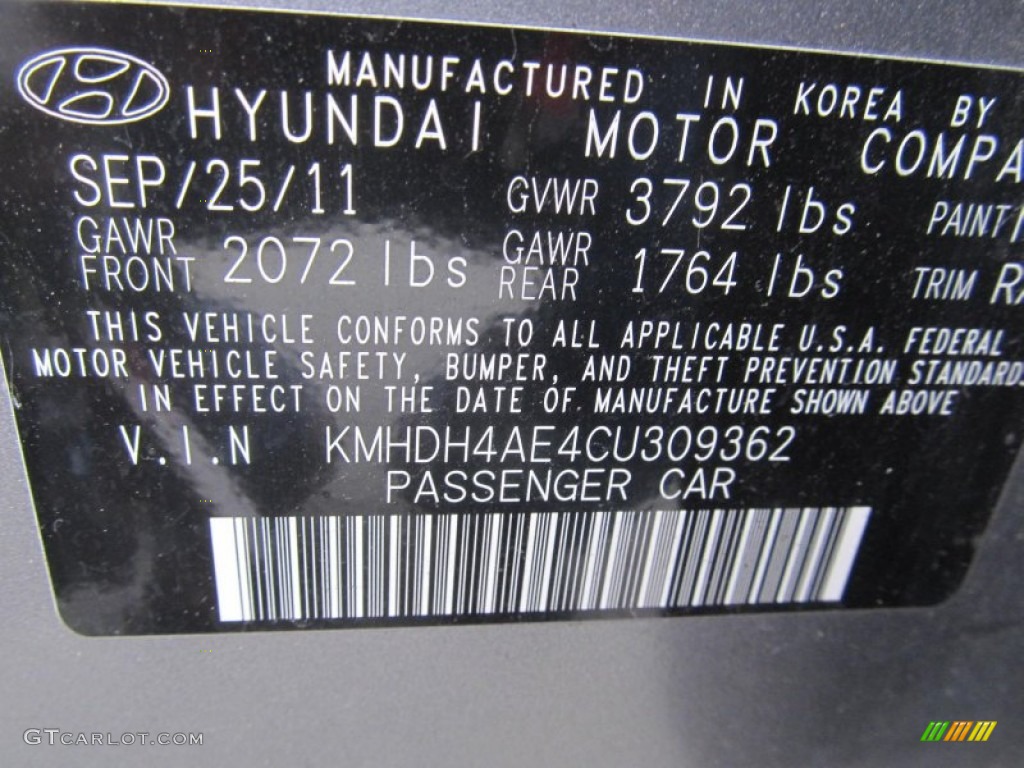 MANUFACTURED IN KOREA BY
HYUNDAI MOTOR COMPA
SEP/25/11 GVWR 3792 lbs PAINT
GAWR FRONT 2072 lbs GAWR REAR 1764 lbs TRIM
THIS VEHICLE CONFORMS TO ALL APPLICABLE U.S.A. FEDERAL
MOTOR VEHICLE SAFETY, BUMPER, AND THEFT PREVENTION STANDARDS
IN EFFECT ON THE DATE OF MANUFACTURE SHOWN ABOVE
V.I.N KMHDH4AE4CU309362
PASSENGER CAR
GTCARLOT.COM